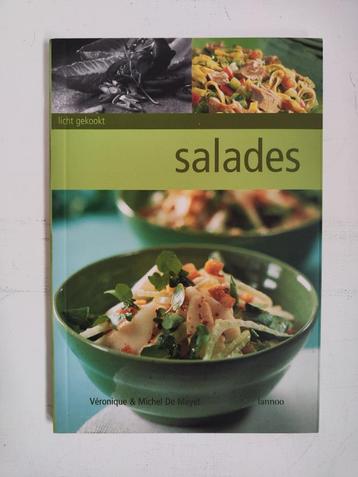 licht gekookt
salades
Véronique & Michel De Meyer
lannoo